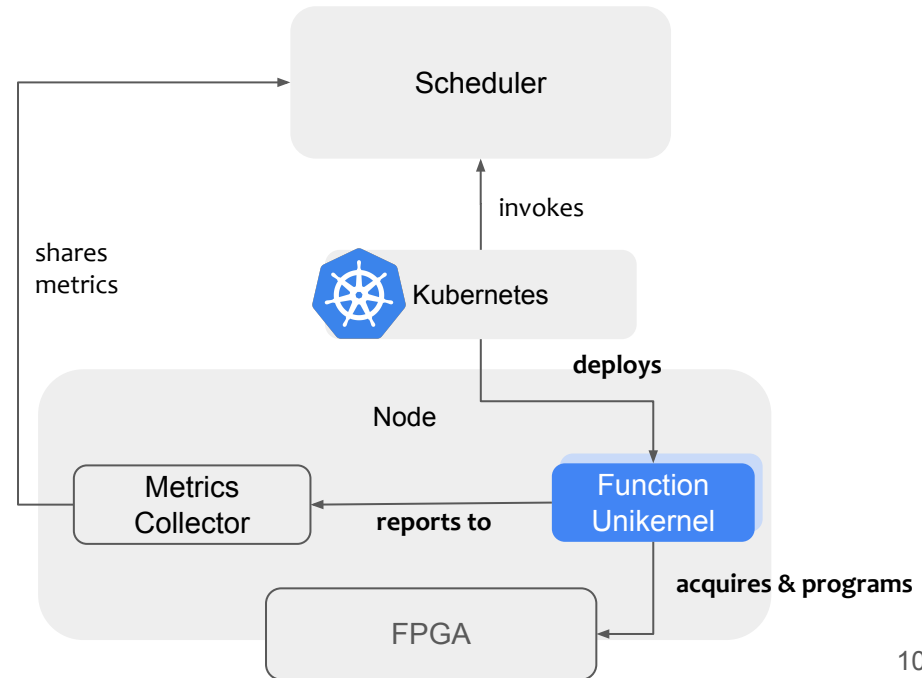 Scheduler
invokes
shares
metrics
Kubernetes
deploys
Node
Metrics
Collector
reports to
Function
Unikernel
acquires & programs
FPGA
10